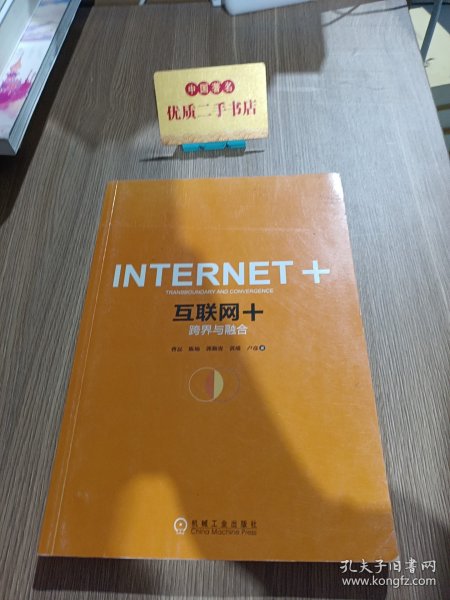 中国著名
优质二手书店
INTERNET +
TRANSBOUNDARY AND CONVERGENCE
互联网+
跨界与融合
机械工业出版社
China Machine Press
孔夫子旧书网
www.kongfz.com